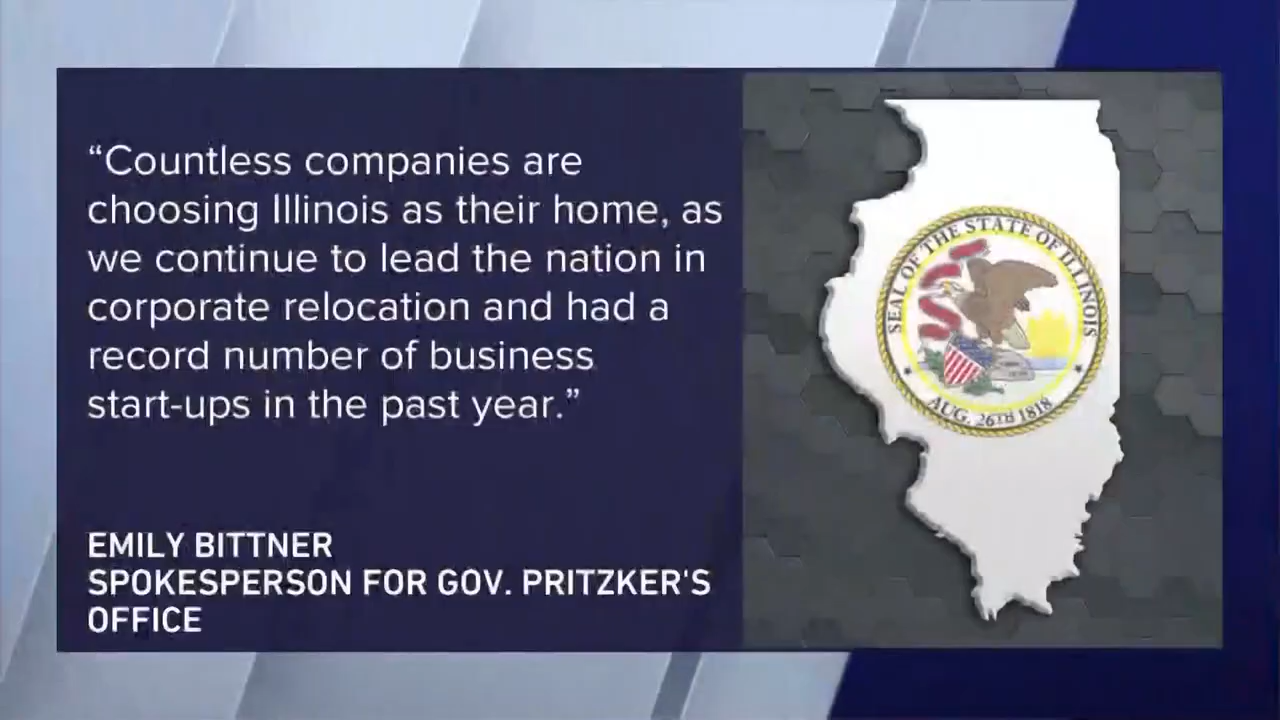 “Countless companies are
choosing Illinois as their home, as
we continue to lead the nation in
corporate relocation and had a
record number of business
start-ups in the past year.”
EMILY BITTNER
SPOKESPERSON FOR GOV. PRITZKER'S
OFFICE
SEAL OF THE STATE OF ILLINOIS
AUG. 26TH 1818